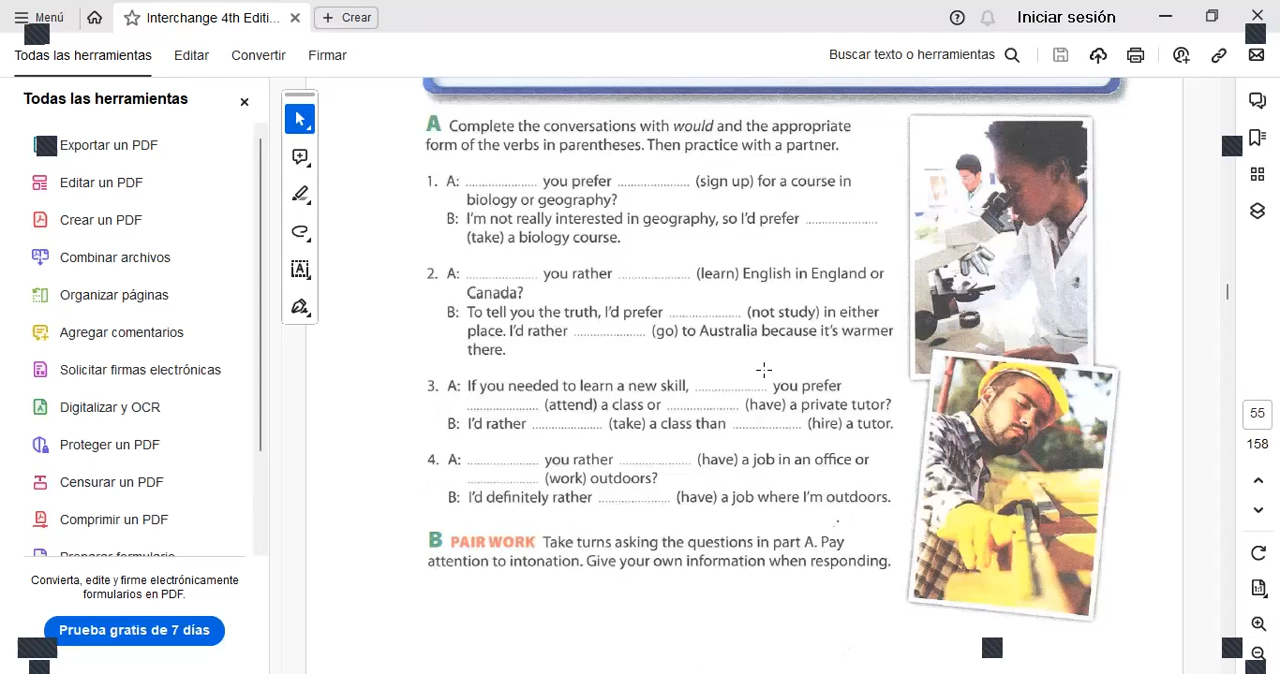 Menú
Interchange 4th Editi...
Crear
Iniciar sesión
Todas las herramientas
Editar
Convertir
Firmar
Buscar texto o herramientas
Todas las herramientas
Exportar un PDF
Editar un PDF
Crear un PDF
Combinar archivos
Organizar páginas
Agregar comentarios
Solicitar firmas electrónicas
Digitalizar y OCR
Proteger un PDF
Censurar un PDF
Comprimir un PDF
Preparar formulario
Convierta, edite y firme electrónicamente
formularios en PDF.
Prueba gratis de 7 días
A Complete the conversations with would and the appropriate
form of the verbs in parentheses. Then practice with a partner.
1. A: .................... you prefer .................... (sign up) for a course in
biology or geography?
B: I'm not really interested in geography, so I'd prefer ....................
(take) a biology course.
2. A: .................... you rather .................... (learn) English in England or
Canada?
B: To tell you the truth, I'd prefer .................... (not study) in either
place. I'd rather .................... (go) to Australia because it's warmer
there.
3. A: If you needed to learn a new skill, .................... you prefer
.................... (attend) a class or .................... (have) a private tutor?
B: I'd rather .................... (take) a class than .................... (hire) a tutor.
4. A: .................... you rather .................... (have) a job in an office or
.................... (work) outdoors?
B: I'd definitely rather .................... (have) a job where I'm outdoors.
B PAIR WORK Take turns asking the questions in part A. Pay
attention to intonation. Give your own information when responding.
55
158